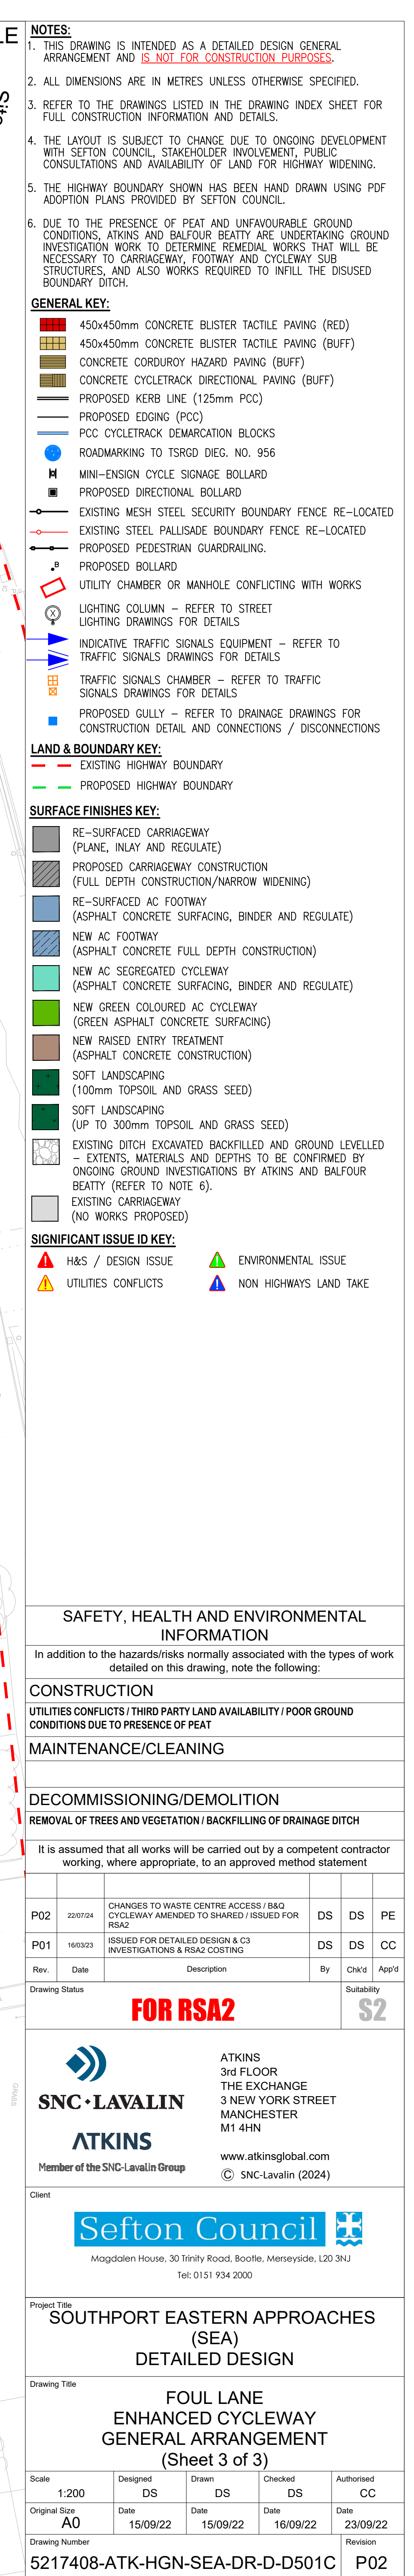 LE
Site
NOTES:
1. THIS DRAWING IS INTENDED AS A DETAILED DESIGN GENERAL
ARRANGEMENT AND IS NOT FOR CONSTRUCTION PURPOSES.
2. ALL DIMENSIONS ARE IN METRES UNLESS OTHERWISE SPECIFIED.
3. REFER TO THE DRAWINGS LISTED IN THE DRAWING INDEX SHEET FOR
FULL CONSTRUCTION INFORMATION AND DETAILS.
4. THE LAYOUT IS SUBJECT TO CHANGE DUE TO ONGOING DEVELOPMENT
WITH SEFTON COUNCIL, STAKEHOLDER INVOLVEMENT, PUBLIC
CONSULTATIONS AND AVAILABILITY OF LAND FOR HIGHWAY WIDENING.
5. THE HIGHWAY BOUNDARY SHOWN HAS BEEN HAND DRAWN USING PDF
ADOPTION PLANS PROVIDED BY SEFTON COUNCIL.
6. DUE TO THE PRESENCE OF PEAT AND UNFAVOURABLE GROUND
CONDITIONS, ATKINS AND BALFOUR BEATTY ARE UNDERTAKING GROUND
INVESTIGATION WORK TO DETERMINE REMEDIAL WORKS THAT WILL BE
NECESSARY TO CARRIAGEWAY, FOOTWAY AND CYCLEWAY SUB
STRUCTURES, AND ALSO WORKS REQUIRED TO INFILL THE DISUSED
BOUNDARY DITCH.
GENERAL KEY:
450x450mm CONCRETE BLISTER TACTILE PAVING (RED)
450x450mm CONCRETE BLISTER TACTILE PAVING (BUFF)
CONCRETE CORDUROY HAZARD PAVING (BUFF)
CONCRETE CYCLETRACK DIRECTIONAL PAVING (BUFF)
PROPOSED KERB LINE (125mm PCC)
PROPOSED EDGING (PCC)
PCC CYCLETRACK DEMARCATION BLOCKS
ROADMARKING TO TSRGD DIEG. NO. 956
MINI-ENSIGN CYCLE SIGNAGE BOLLARD
PROPOSED DIRECTIONAL BOLLARD
EXISTING MESH STEEL SECURITY BOUNDARY FENCE RE-LOCATED
EXISTING STEEL PALLISADE BOUNDARY FENCE RE-LOCATED
PROPOSED PEDESTRIAN GUARDRAILING.
B PROPOSED BOLLARD
UTILITY CHAMBER OR MANHOLE CONFLICTING WITH WORKS
X LIGHTING COLUMN – REFER TO STREET
LIGHTING DRAWINGS FOR DETAILS
INDICATIVE TRAFFIC SIGNALS EQUIPMENT – REFER TO
TRAFFIC SIGNALS DRAWINGS FOR DETAILS
TRAFFIC SIGNALS CHAMBER – REFER TO TRAFFIC
SIGNALS DRAWINGS FOR DETAILS
PROPOSED GULLY – REFER TO DRAINAGE DRAWINGS FOR
CONSTRUCTION DETAIL AND CONNECTIONS / DISCONNECTIONS
LAND & BOUNDARY KEY:
EXISTING HIGHWAY BOUNDARY
PROPOSED HIGHWAY BOUNDARY
SURFACE FINISHES KEY:
RE-SURFACED CARRIAGEWAY
(PLANE, INLAY AND REGULATE)
PROPOSED CARRIAGEWAY CONSTRUCTION
(FULL DEPTH CONSTRUCTION/NARROW WIDENING)
RE-SURFACED AC FOOTWAY
(ASPHALT CONCRETE SURFACING, BINDER AND REGULATE)
NEW AC FOOTWAY
(ASPHALT CONCRETE FULL DEPTH CONSTRUCTION)
NEW AC SEGREGATED CYCLEWAY
(ASPHALT CONCRETE SURFACING, BINDER AND REGULATE)
NEW GREEN COLOURED AC CYCLEWAY
(GREEN ASPHALT CONCRETE SURFACING)
NEW RAISED ENTRY TREATMENT
(ASPHALT CONCRETE CONSTRUCTION)
SOFT LANDSCAPING
(100mm TOPSOIL AND GRASS SEED)
SOFT LANDSCAPING
(UP TO 300mm TOPSOIL AND GRASS SEED)
EXISTING DITCH EXCAVATED BACKFILLED AND GROUND LEVELLED
– EXTENTS, MATERIALS AND DEPTHS TO BE CONFIRMED BY
ONGOING GROUND INVESTIGATIONS BY ATKINS AND BALFOUR
BEATTY (REFER TO NOTE 6).
EXISTING CARRIAGEWAY
(NO WORKS PROPOSED)
SIGNIFICANT ISSUE ID KEY:
H&S / DESIGN ISSUE ENVIRONMENTAL ISSUE
UTILITIES CONFLICTS NON HIGHWAYS LAND TAKE
SAFETY, HEALTH AND ENVIRONMENTAL
INFORMATION
In addition to the hazards/risks normally associated with the types of work
detailed on this drawing, note the following:
CONSTRUCTION
UTILITIES CONFLICTS / THIRD PARTY LAND AVAILABILITY / POOR GROUND
CONDITIONS DUE TO PRESENCE OF PEAT
MAINTENANCE/CLEANING
DECOMMISSIONING/DEMOLITION
REMOVAL OF TREES AND VEGETATION / BACKFILLING OF DRAINAGE DITCH
It is assumed that all works will be carried out by a competent contractor
working, where appropriate, to an approved method statement
P02 22/07/24 CHANGES TO WASTE CENTRE ACCESS / B&Q
CYCLEWAY AMENDED TO SHARED / ISSUED FOR
RSA2 DS DS PE
P01 16/03/23 ISSUED FOR DETAILED DESIGN & C3
INVESTIGATIONS & RSA2 COSTING DS DS CC
Rev. Date Description By Chk'd App'd
Drawing Status Suitability
FOR RSA2 S2
GRABS
SNC•LAVALIN
ATKINS
Member of the SNC-Lavalin Group
ATKINS
3rd FLOOR
THE EXCHANGE
3 NEW YORK STREET
MANCHESTER
M1 4HN
www.atkinsglobal.com
© SNC-Lavalin (2024)
Client
Sefton Council
Magdalen House, 30 Trinity Road, Bootle, Merseyside, L20 3NJ
Tel: 0151 934 2000
Project Title
SOUTHPORT EASTERN APPROACHES
(SEA)
DETAILED DESIGN
Drawing Title
FOUL LANE
ENHANCED CYCLEWAY
GENERAL ARRANGEMENT
(Sheet 3 of 3)
Scale Designed Drawn Checked Authorised
1:200 DS DS DS CC
Original Size Date Date Date Date
A0 15/09/22 15/09/22 16/09/22 23/09/22
Drawing Number Revision
5217408-ATK-HGN-SEA-DR-D-D501C P02